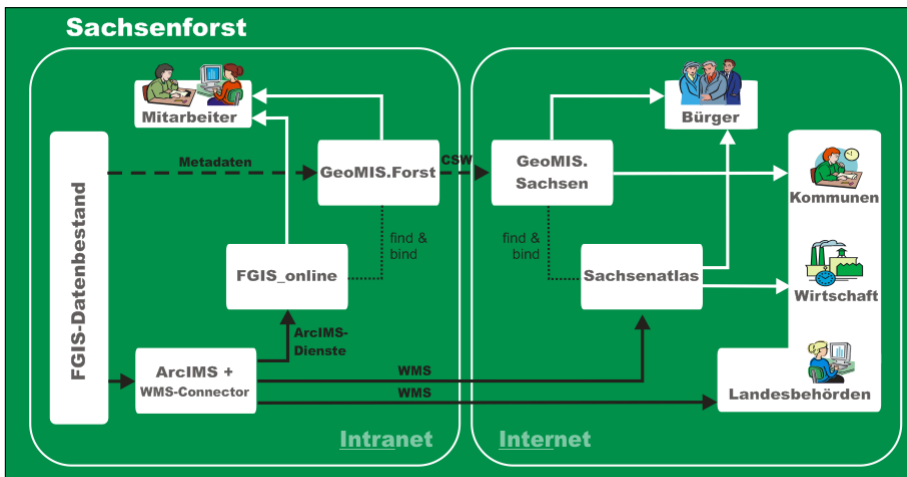 Sachsenforst
Mitarbeiter
Bürger
Metadaten
CSW
GeoMIS.Forst
GeoMIS.
Sachsen
Kommunen
find &
bind
find &
bind
FGIS_online
Sachsenatlas
Wirtschaft
FGIS-Datenbestand
ArcIMS-
Dienste
ArcIMS +
WMS-Connector
WMS
WMS
Landesbehörden
Intranet
Internet